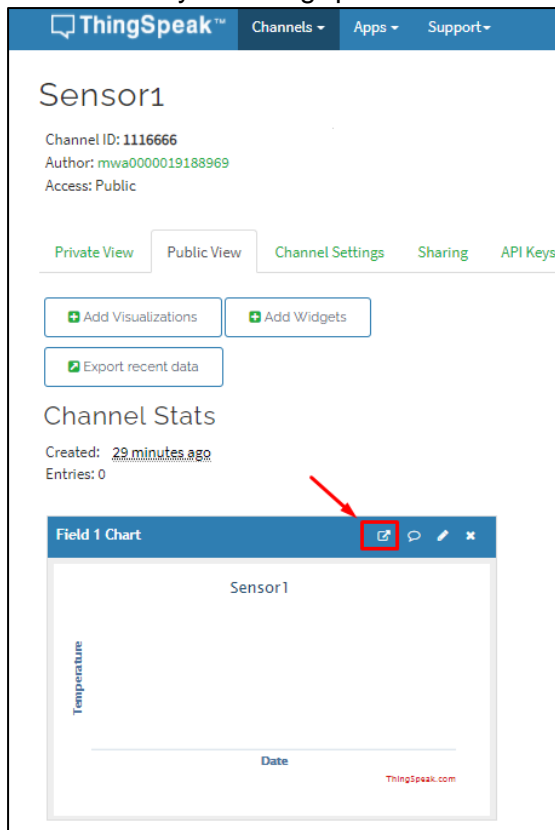 ThingSpeak™ Channels Apps Support
Sensor1
Channel ID: 1116666
Author: mwa0000019188969
Access: Public
Private View Public View Channel Settings Sharing API Keys
Add Visualizations Add Widgets
Export recent data
Channel Stats
Created: 29 minutes ago
Entries: 0
Field 1 Chart
Sensor1
Temperature
Date
ThingSpeak.com